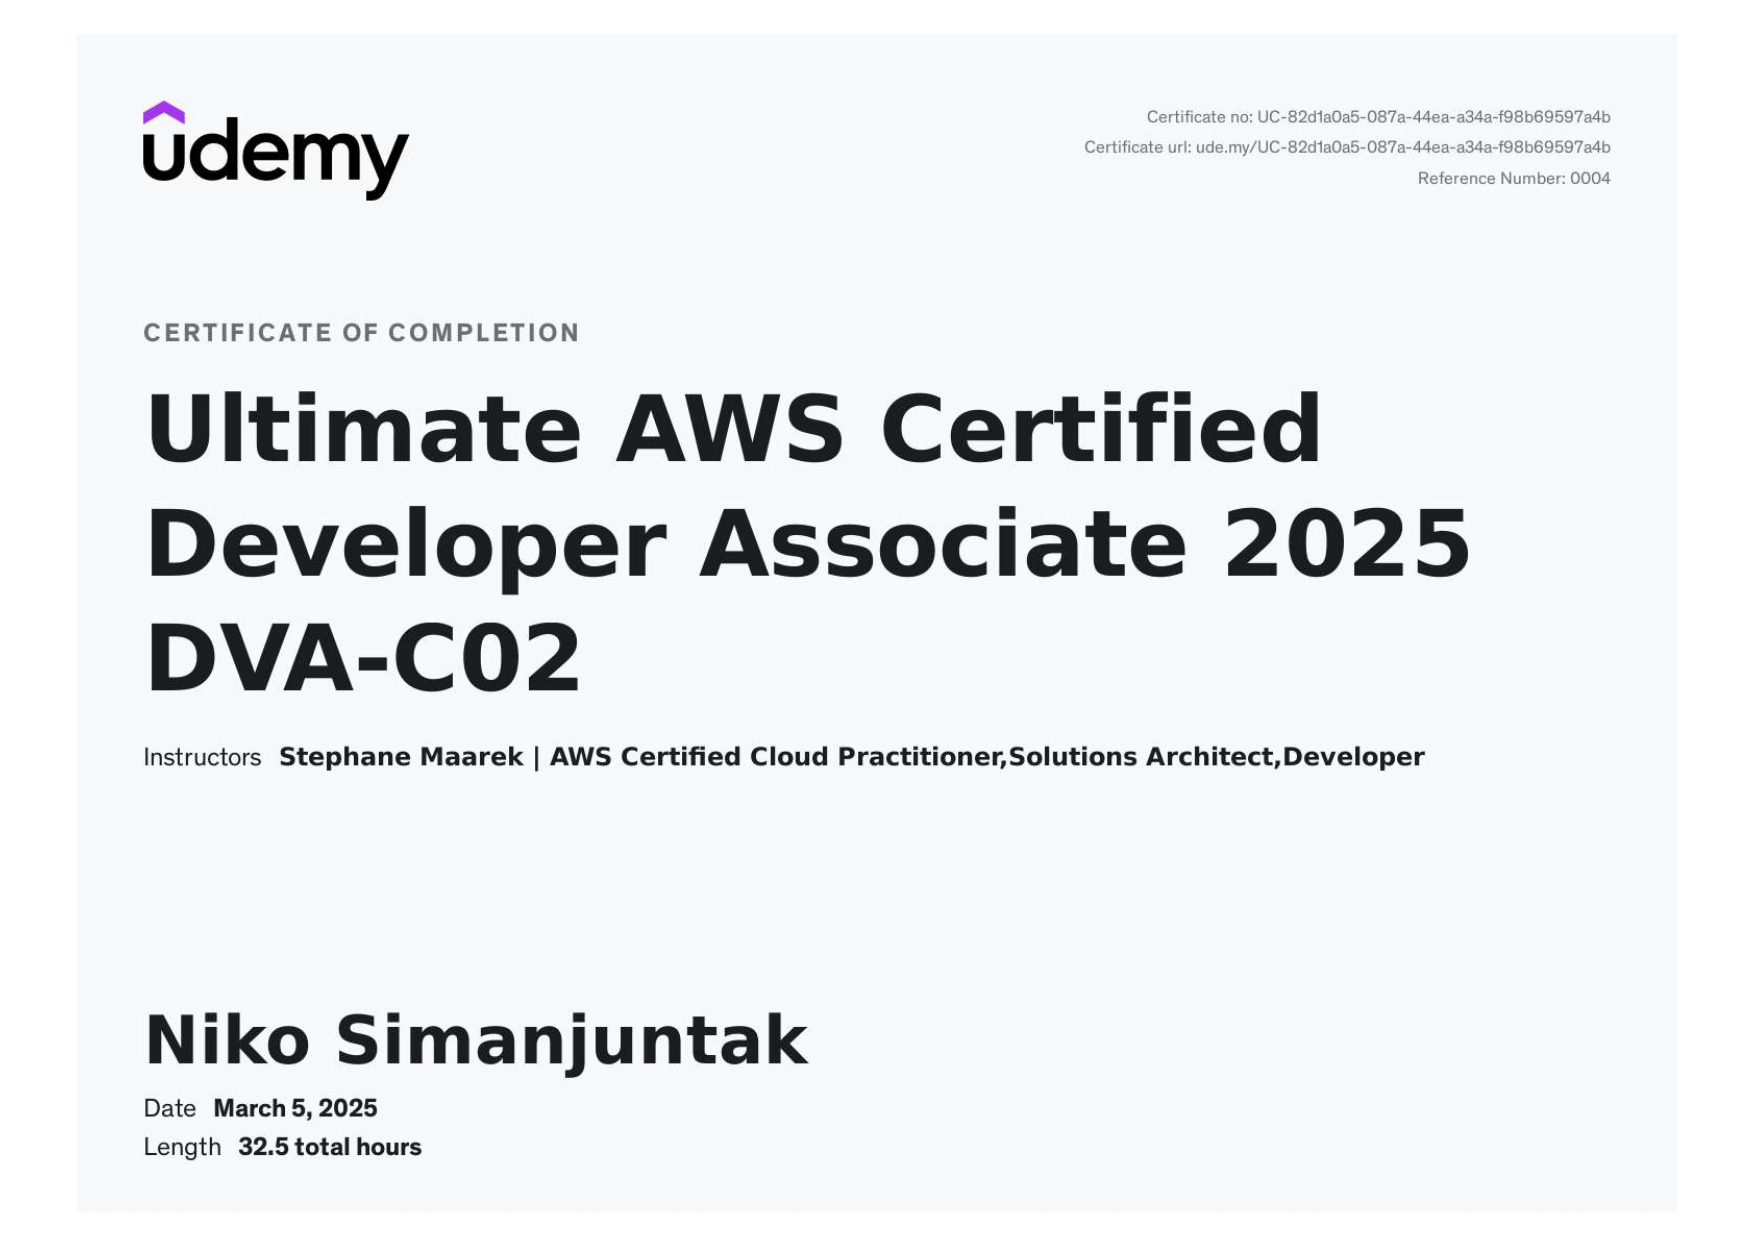 udemy
Certificate no: UC-82d1a0a5-087a-44ea-a34a-f98b69597a4b
Certificate url: ude.my/UC-82d1a0a5-087a-44ea-a34a-f98b69597a4b
Reference Number: 0004
CERTIFICATE OF COMPLETION
Ultimate AWS Certified
Developer Associate 2025
DVA-C02
Instructors Stephane Maarek | AWS Certified Cloud Practitioner,Solutions Architect,Developer
Niko Simanjuntak
Date March 5, 2025
Length 32.5 total hours